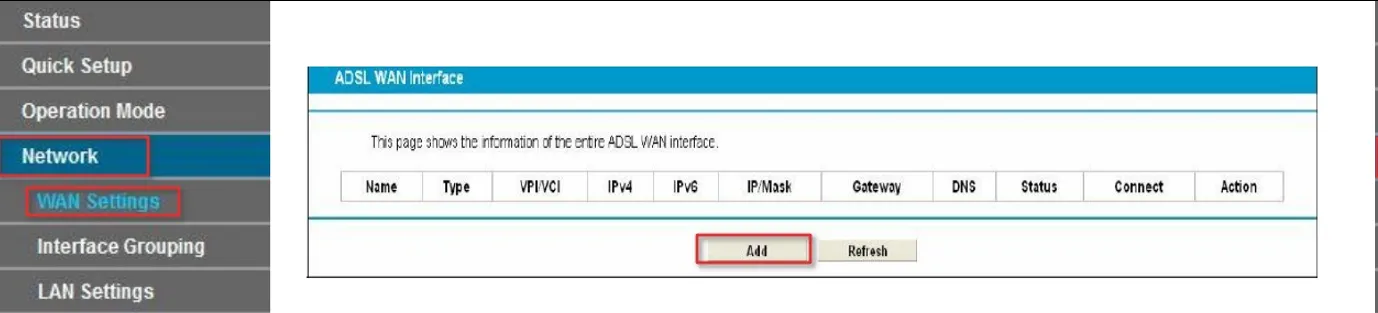 Status
Quick Setup
Operation Mode
Network
WAN Settings
Interface Grouping
LAN Settings
ADSL WAN Interface
This page shows the information of the entire ADSL WAN interface.
Name Type VPI/VCI IPv4 IPv6 IP/Mask Gateway DNS Status Connect Action
Add Refresh